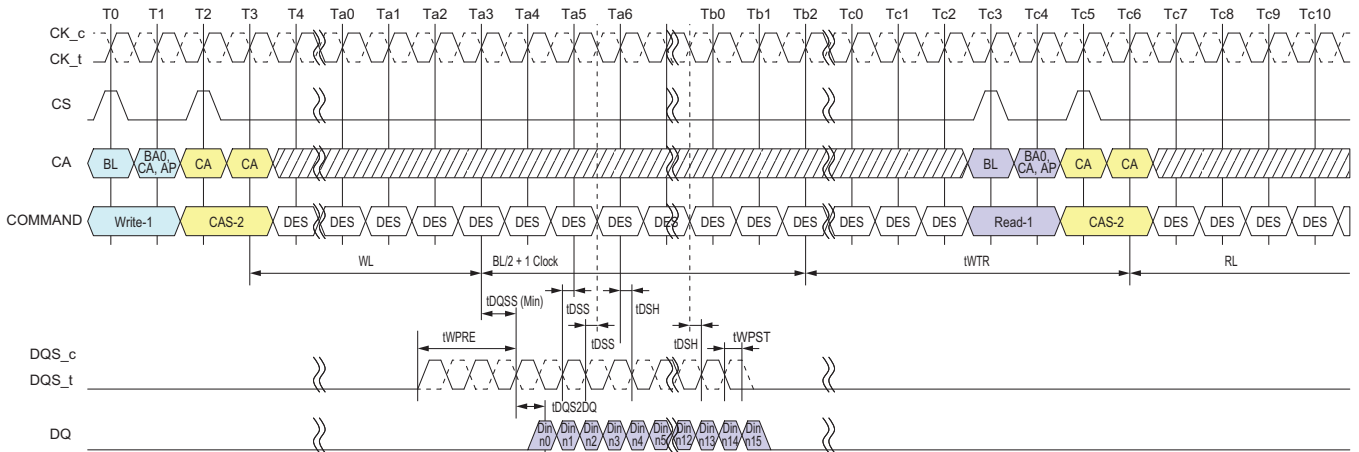 T0 T1 T2 T3 T4 Ta0 Ta1 Ta2 Ta3 Ta4 Ta5 Ta6 Tb0 Tb1 Tb2 Tc0 Tc1 Tc2 Tc3 Tc4 Tc5 Tc6 Tc7 Tc8 Tc9 Tc10
CK_c
CK_t
CS
CA BL BA0, CA, AP CA CA BL BA0, CA, AP CA CA
COMMAND Write-1 CAS-2 DES DES DES DES DES DES DES DES DES DES DES DES DES DES DES Read-1 CAS-2 DES DES DES DES
WL BL/2 + 1 Clock tWTR RL
tDQSS (Min) tDSS tDSH
tWPRE tDSS tDSH tWPST
DQS_c
DQS_t
tDQS2DQ
DQ Din n0 Din n1 Din n2 Din n3 Din n4 Din n5 Din n12 Din n13 Din n14 Din n15